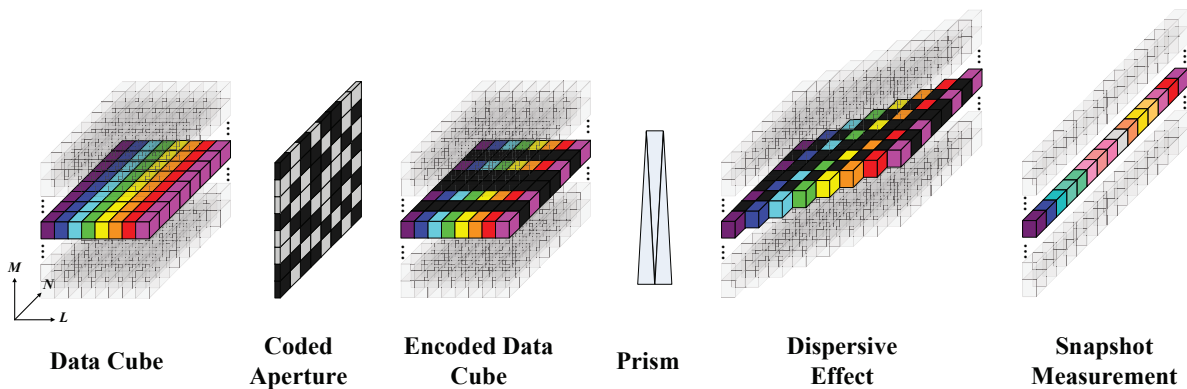 M
N
L
Data Cube
Coded
Aperture
Encoded Data
Cube
Prism
Dispersive
Effect
Snapshot
Measurement